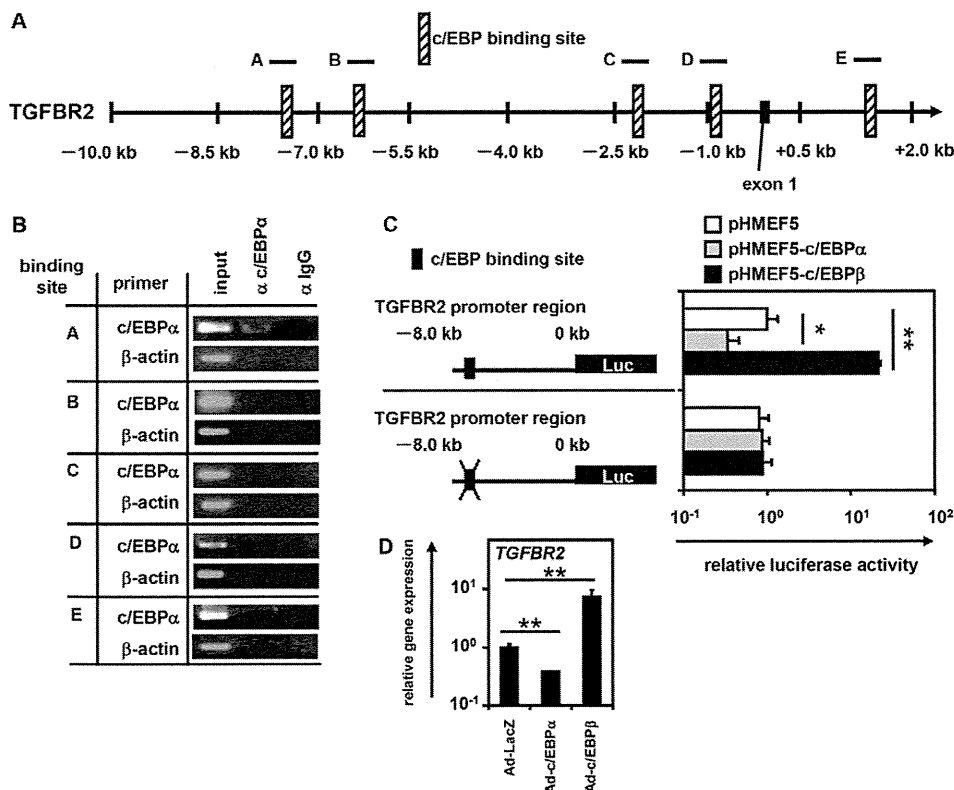 A
c/EBP binding site
A B C D E
TGFBR2
−10.0 kb −8.5 kb −7.0 kb −5.5 kb −4.0 kb −2.5 kb −1.0 kb +0.5 kb +2.0 kb
exon 1
B
binding site primer input α c/EBPα α IgG
A c/EBPα
β-actin
B c/EBPα
β-actin
C c/EBPα
β-actin
D c/EBPα
β-actin
E c/EBPα
β-actin
C
c/EBP binding site
pHMEF5
pHMEF5-c/EBPα
pHMEF5-c/EBPβ
TGFBR2 promoter region
−8.0 kb 0 kb
Luc
* **
TGFBR2 promoter region
−8.0 kb 0 kb
Luc
10-1 100 101 102
relative luciferase activity
D
TGFBR2
relative gene expression
**
**
101
100
10-1
Ad-LacZ
Ad-c/EBPα
Ad-c/EBPβ